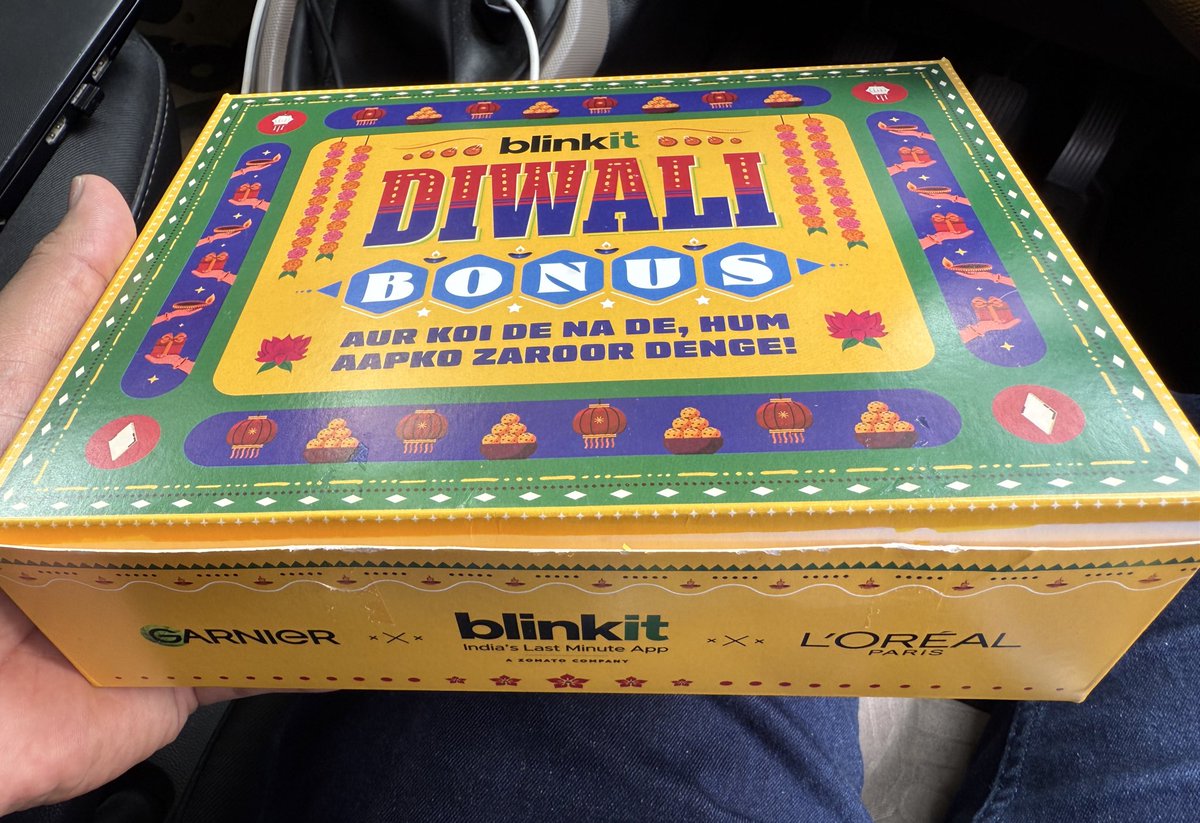 blinkit
DIWALI
BONUS
AUR KOI DE NA DE, HUM
AAPKO ZAROOR DENGE!
GARNIER
blinkit
India's Last Minute App
A ZOMATO COMPANY
L'ORÉAL
PARIS